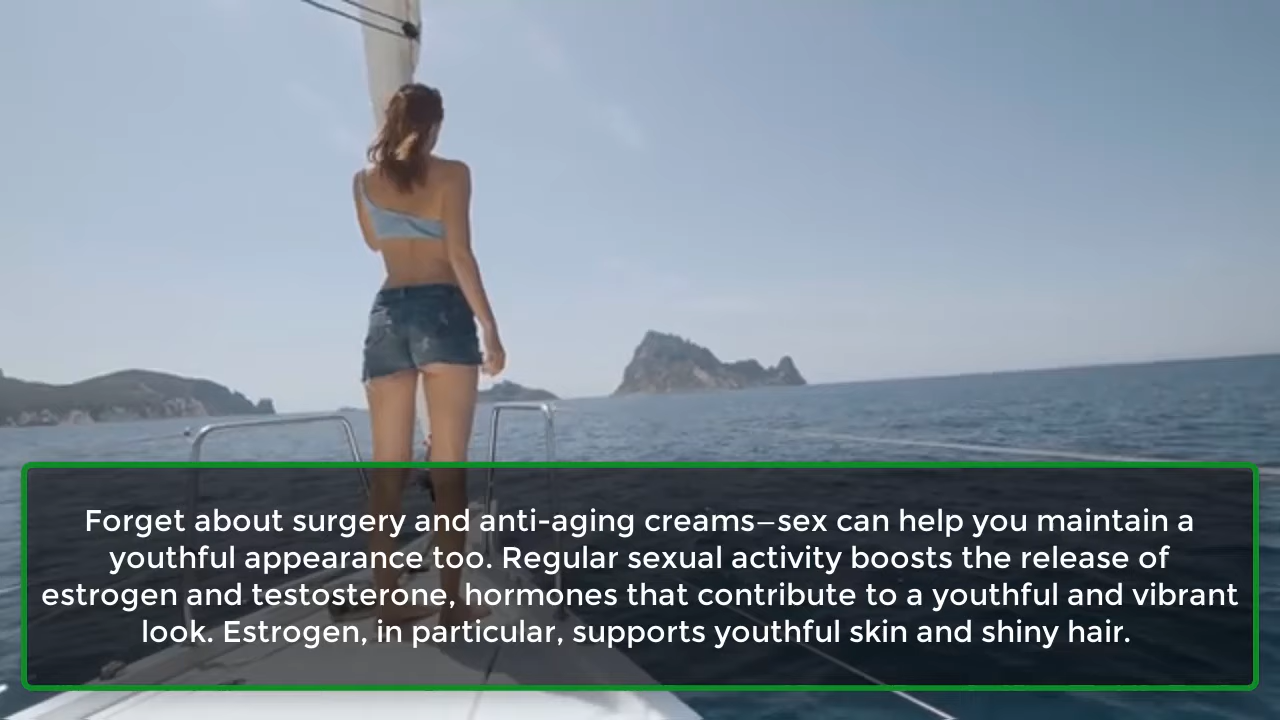 Forget about surgery and anti-aging creams—sex can help you maintain a
youthful appearance too. Regular sexual activity boosts the release of
estrogen and testosterone, hormones that contribute to a youthful and vibrant
look. Estrogen, in particular, supports youthful skin and shiny hair.